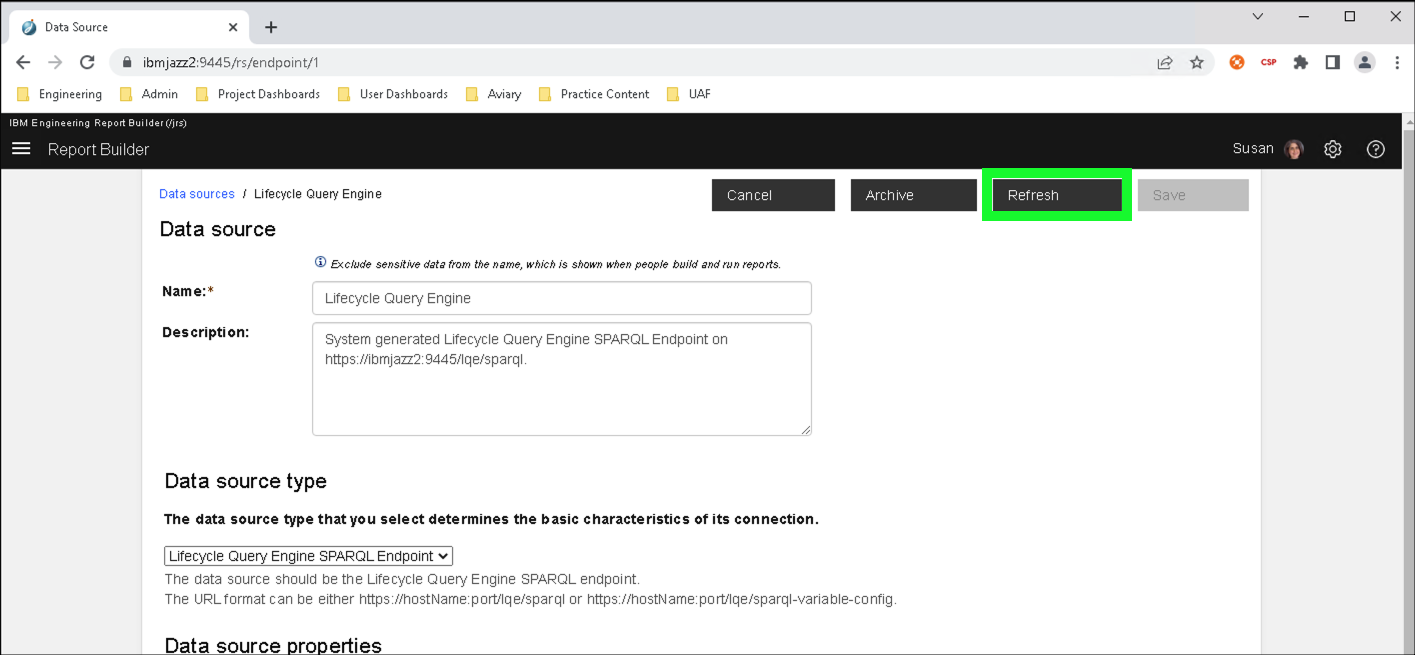 Data Source
ibmjazz2:9445/rs/endpoint/1
CSP
Engineering Admin Project Dashboards User Dashboards Aviary Practice Content UAF
IBM Engineering Report Builder (/jrs)
Report Builder
Susan
Data sources / Lifecycle Query Engine
Cancel Archive Refresh Save
Data source
Exclude sensitive data from the name, which is shown when people build and run reports.
Name:*
Lifecycle Query Engine
Description:
System generated Lifecycle Query Engine SPARQL Endpoint on
https://ibmjazz2:9445/lqe/sparql.
Data source type
The data source type that you select determines the basic characteristics of its connection.
Lifecycle Query Engine SPARQL Endpoint
The data source should be the Lifecycle Query Engine SPARQL endpoint.
The URL format can be either https://hostName:port/lqe/sparql or https://hostName:port/lqe/sparql-variable-config.
Data source properties